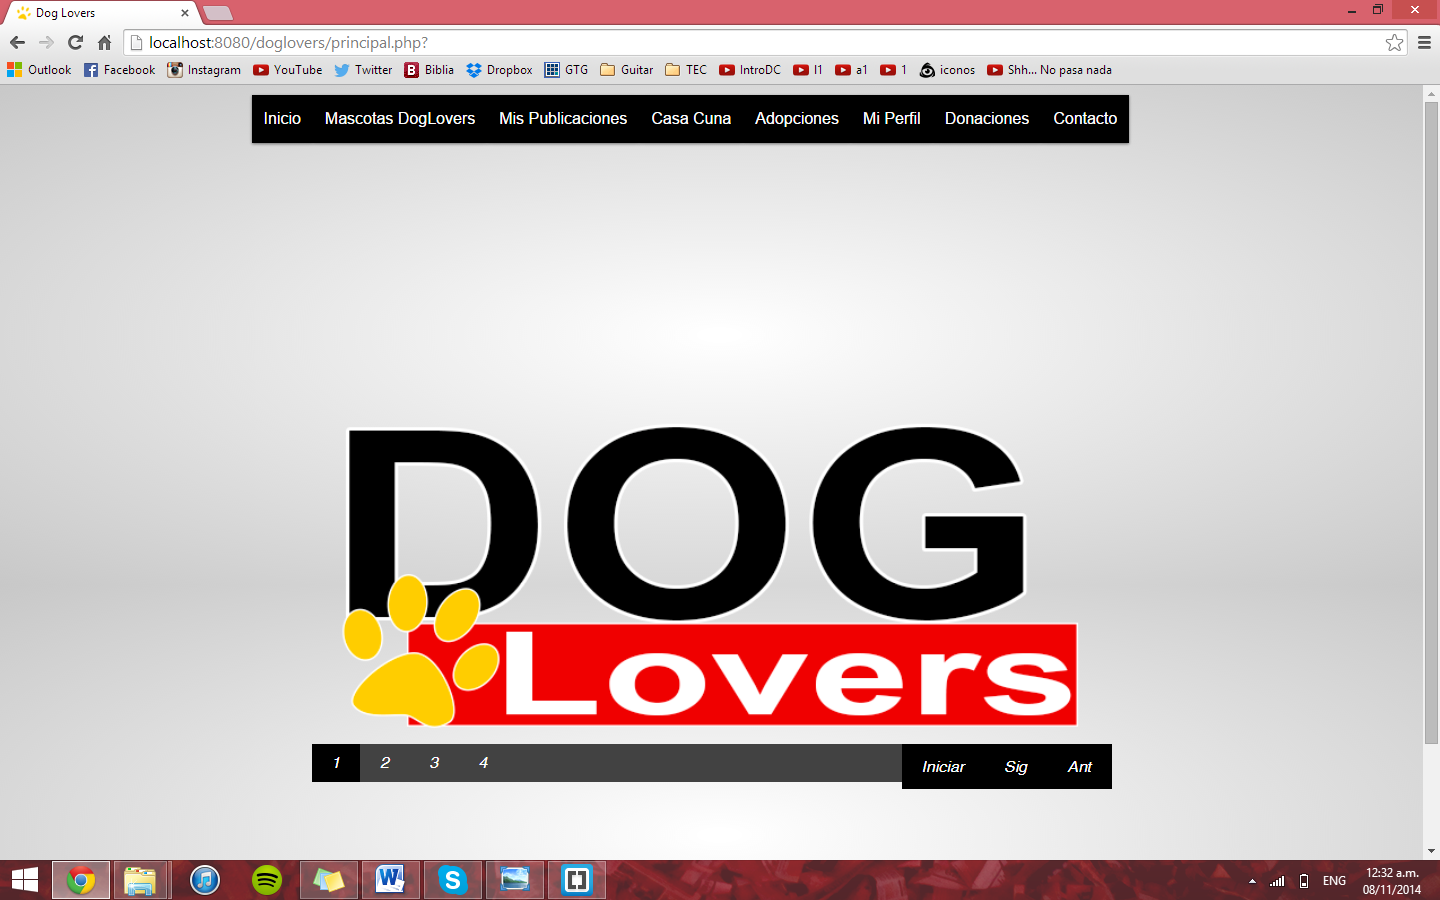 Dog Lovers
localhost:8080/doglovers/principal.php?
Outlook Facebook Instagram YouTube Twitter Biblia Dropbox GTG Guitar TEC IntroDC I1 a1 1 iconos Shh... No pasa nada
Inicio Mascotas DogLovers Mis Publicaciones Casa Cuna Adopciones Mi Perfil Donaciones Contacto
DOG
Lovers
1 2 3 4 Iniciar Sig Ant
ENG 12:32 a.m.
08/11/2014